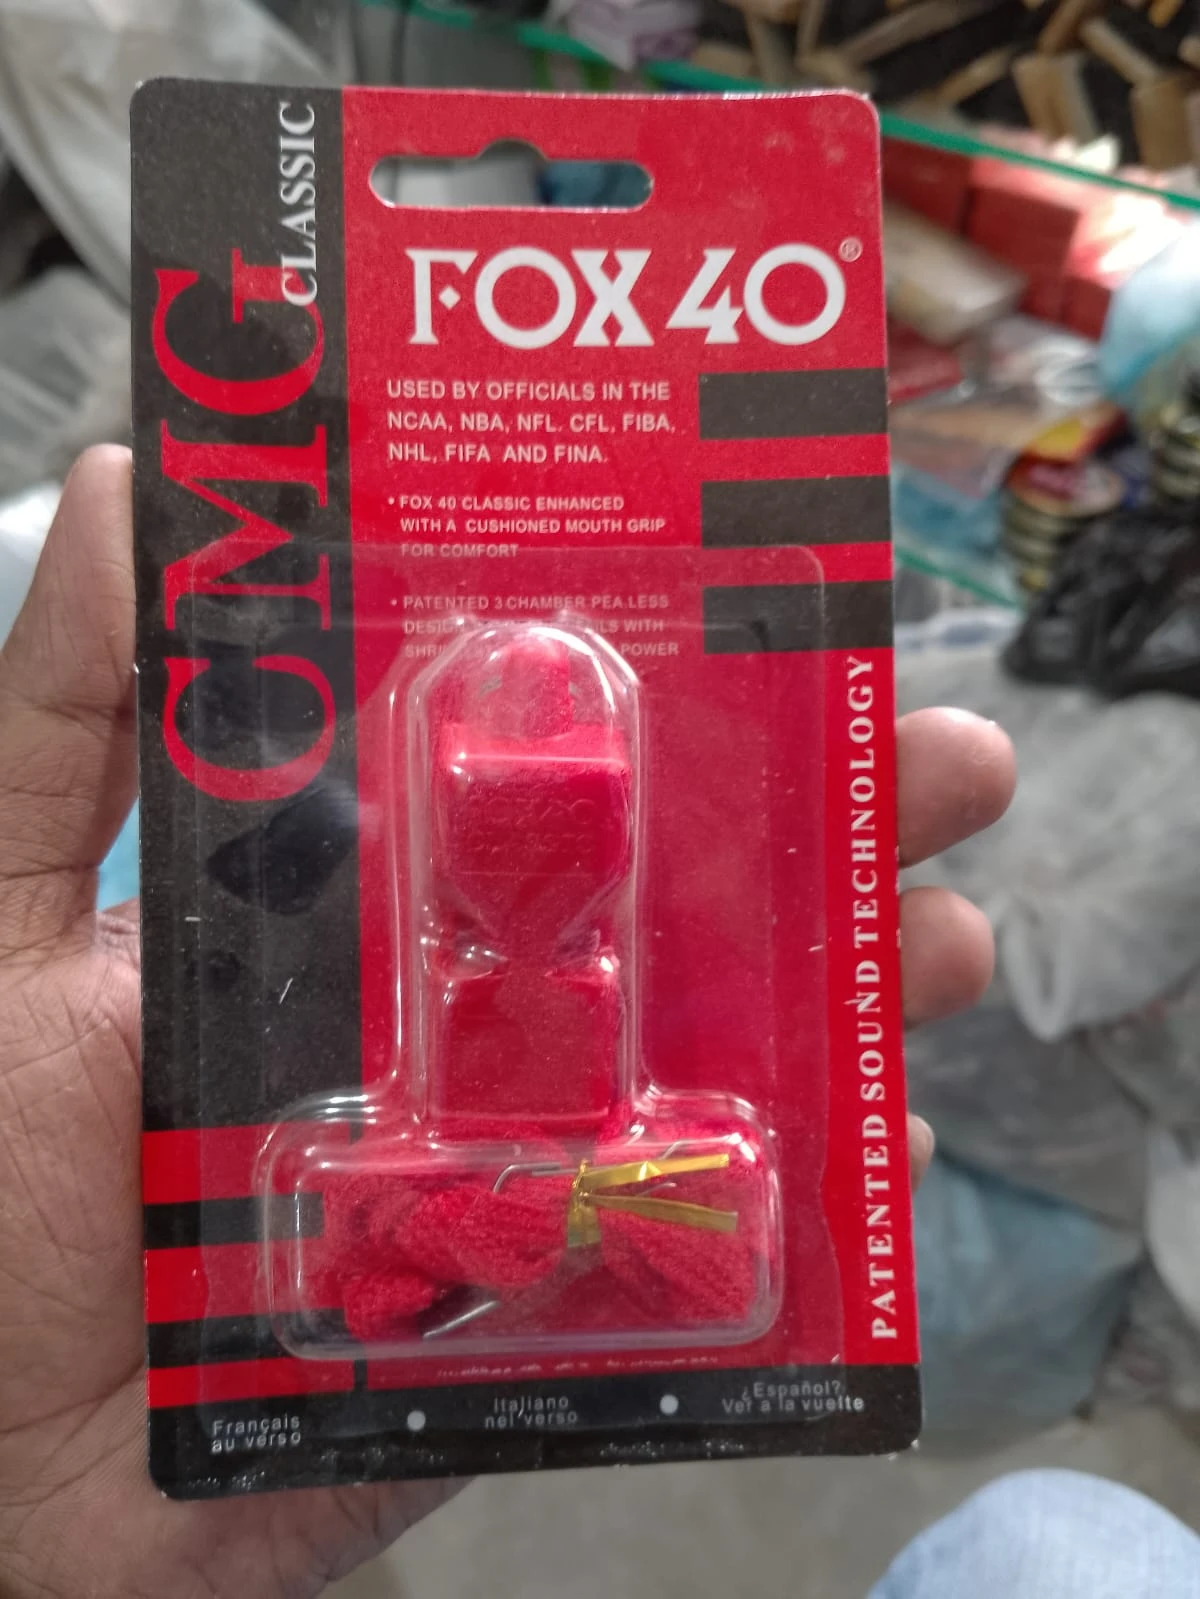 CMG
CLASSIC
FOX 40®
USED BY OFFICIALS IN THE
NCAA, NBA, NFL. CFL, FIBA,
NHL, FIFA AND FINA.
• FOX 40 CLASSIC ENHANCED
WITH A CUSHIONED MOUTH GRIP
FOR COMFORT
• PATENTED 3 CHAMBER PEA.LESS
WITH
POWER
PATENTED SOUND TECHNOLOGY
Français
au verso
Italiano
nel verso
¿Español?
Ver a la vuelte